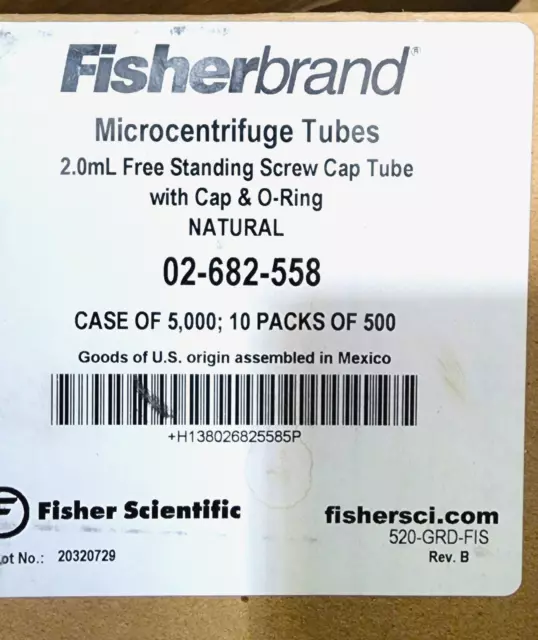 Fisherbrand®
Microcentrifuge Tubes
2.0mL Free Standing Screw Cap Tube
with Cap & O-Ring
NATURAL
02-682-558
CASE OF 5,000; 10 PACKS OF 500
Goods of U.S. origin assembled in Mexico
+H138026825585P
F Fisher Scientific
fishersci.com
520-GRD-FIS
ot No.: 20320729
Rev. B